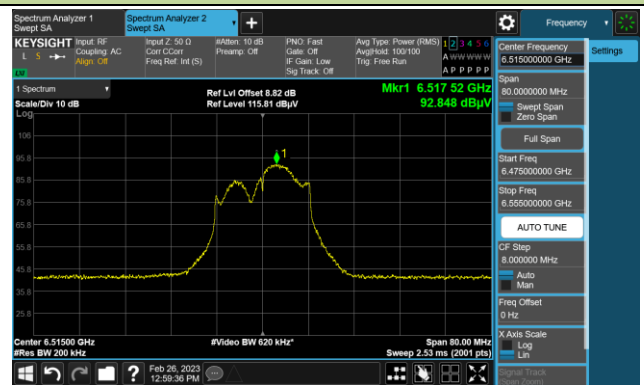 Spectrum Analyzer 1
Swept SA
Spectrum Analyzer 2
Swept SA
Frequency
KEYSIGHT
L S
LW
Input: RF
Coupling: AC
Align: Off
Input Z: 50 Ω
Corr CCorr
Freq Ref: Int (S)
#Atten: 10 dB
Preamp: Off
PNO: Fast
Gate: Off
IF Gain: Low
Sig Track: Off
Avg Type: Power (RMS)
Avg|Hold: 100/100
Trig: Free Run
1 2 3 4 5 6
A W W W W W
A P P P P P
1 Spectrum
Scale/Div 10 dB
Log
Ref Lvl Offset 8.82 dB
Ref Level 115.81 dBµV
Mkr1 6.517 52 GHz
92.848 dBµV
106
95.8
85.8
75.8
65.8
55.8
45.8
35.8
25.8
1
Center 6.51500 GHz
#Res BW 200 kHz
#Video BW 620 kHz*
Span 80.00 MHz
Sweep 2.53 ms (2001 pts)
Feb 26, 2023
12:59:36 PM
?
Center Frequency
6.515000000 GHz
Settings
Span
80.0000000 MHz
Swept Span
Zero Span
Full Span
Start Freq
6.475000000 GHz
Stop Freq
6.555000000 GHz
AUTO TUNE
CF Step
8.000000 MHz
Auto
Man
Freq Offset
0 Hz
X Axis Scale
Log
Lin
Signal Track
(Span Zoom)